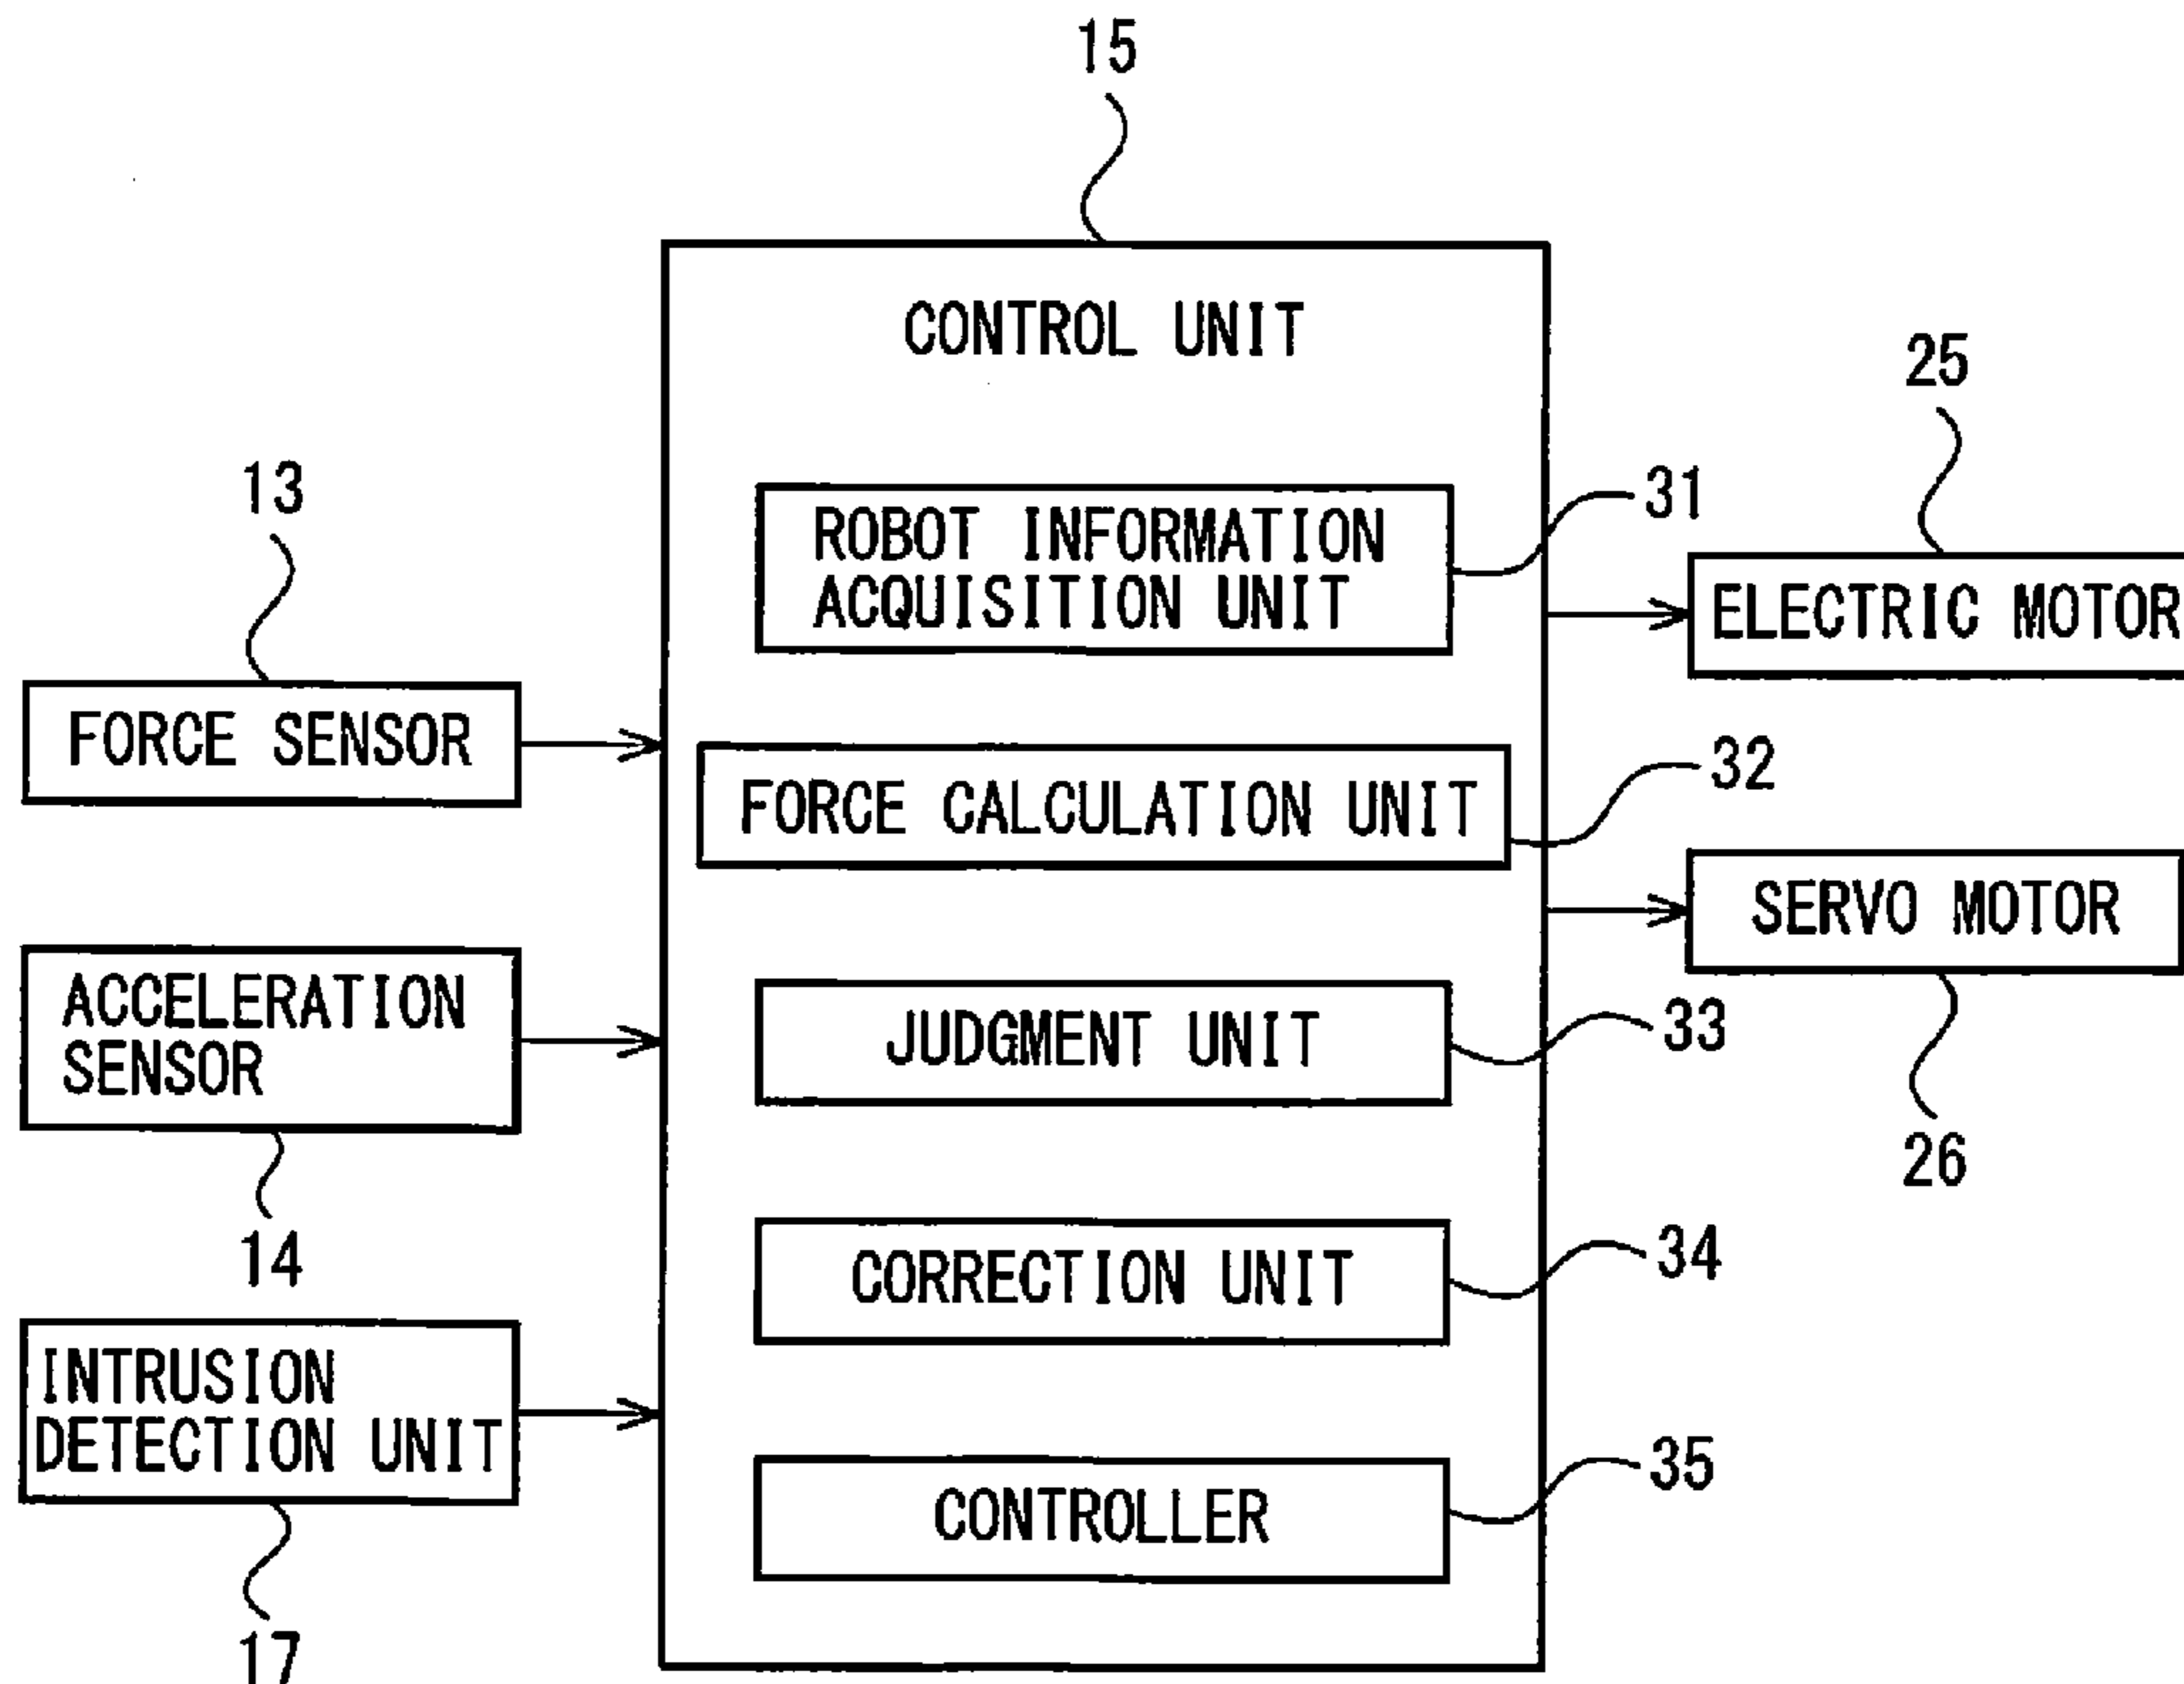 15
CONTROL UNIT
25
13
31
ROBOT INFORMATION
ACQUISITION UNIT
ELECTRIC MOTOR
FORCE SENSOR
32
FORCE CALCULATION UNIT
SERVO MOTOR
ACCELERATION
SENSOR
33
JUDGMENT UNIT
26
14
34
CORRECTION UNIT
INTRUSION
DETECTION UNIT
35
CONTROLLER
17